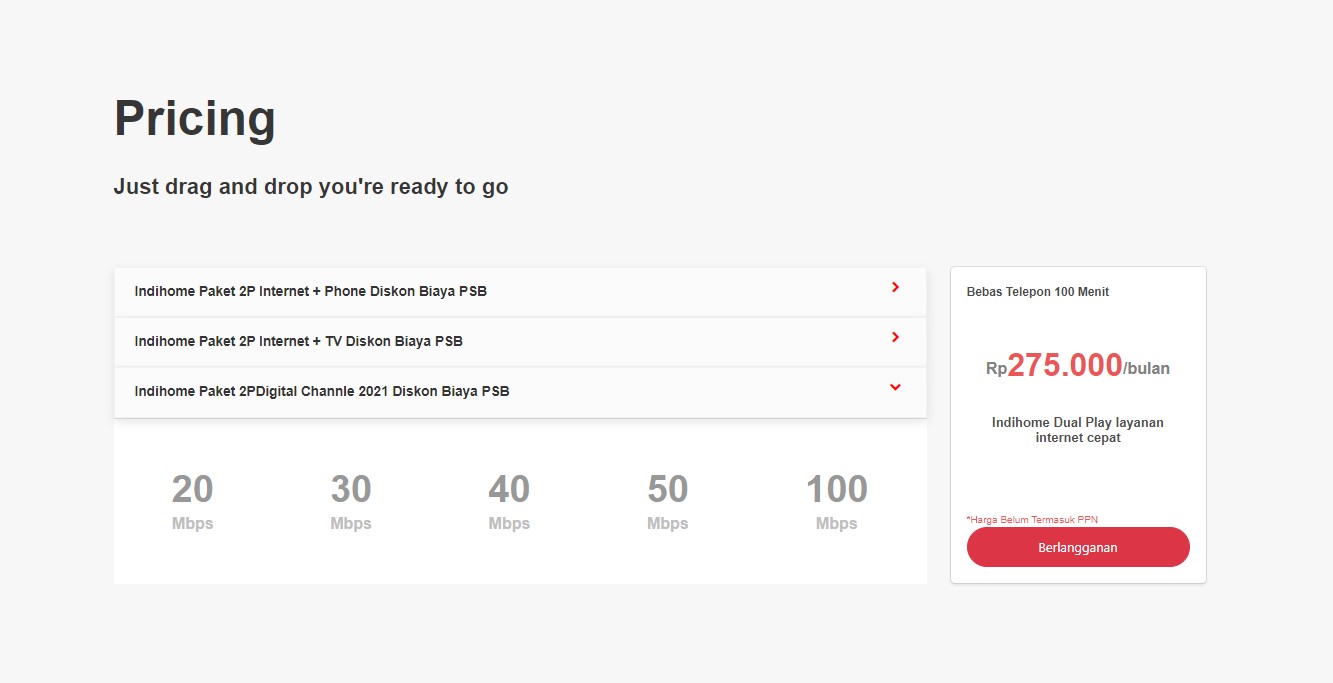 Pricing
Just drag and drop you're ready to go
Indihome Paket 2P Internet + Phone Diskon Biaya PSB
Indihome Paket 2P Internet + TV Diskon Biaya PSB
Indihome Paket 2PDigital Channle 2021 Diskon Biaya PSB
20 30 40 50 100
Mbps Mbps Mbps Mbps Mbps
Bebas Telepon 100 Menit
Rp275.000/bulan
Indihome Dual Play layanan
internet cepat
*Harga Belum Termasuk PPN
Berlangganan